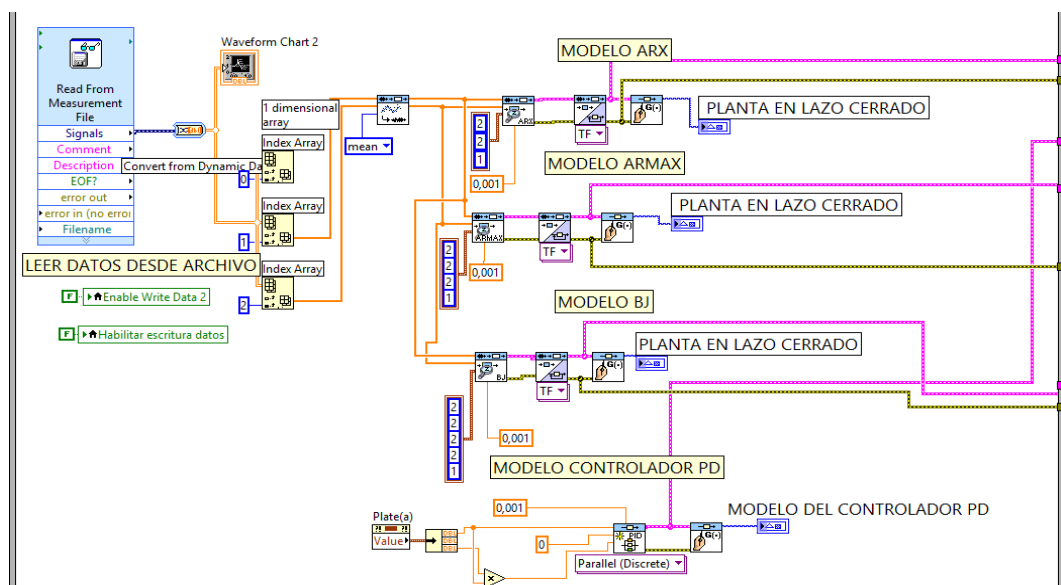 Waveform Chart 2
Read From
Measurement
File
Signals
Comment
Description
EOF?
error out
error in (no error
Filename
Convert from Dynamic Da
1 dimensional
array
Index Array
0
Index Array
1
Index Array
2
LEER DATOS DESDE ARCHIVO
F
Enable Write Data 2
F
Habilitar escritura datos
mean
MODELO ARX
ARX
2
2
1
0,001
TF
G(•)
PLANTA EN LAZO CERRADO
MODELO ARMAX
ARMAX
2
2
2
1
0,001
TF
G(•)
PLANTA EN LAZO CERRADO
MODELO BJ
BJ
2
2
2
2
1
0,001
TF
G(•)
PLANTA EN LAZO CERRADO
MODELO CONTROLADOR PD
0,001
Plate(a)
Value
DBL
DBL
DBL
0
x
PID
Parallel (Discrete)
G(•)
MODELO DEL CONTROLADOR PD